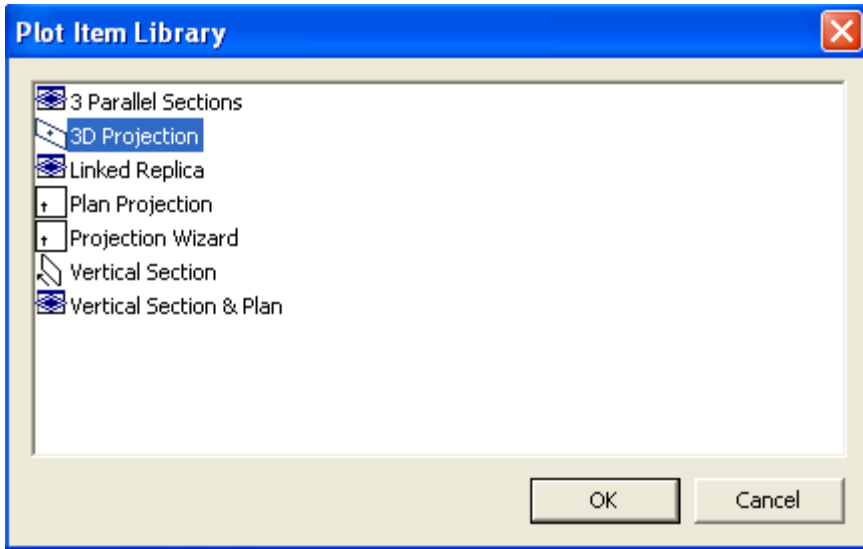 Plot Item Library
3 Parallel Sections
3D Projection
Linked Replica
Plan Projection
Projection Wizard
Vertical Section
Vertical Section & Plan
OK Cancel